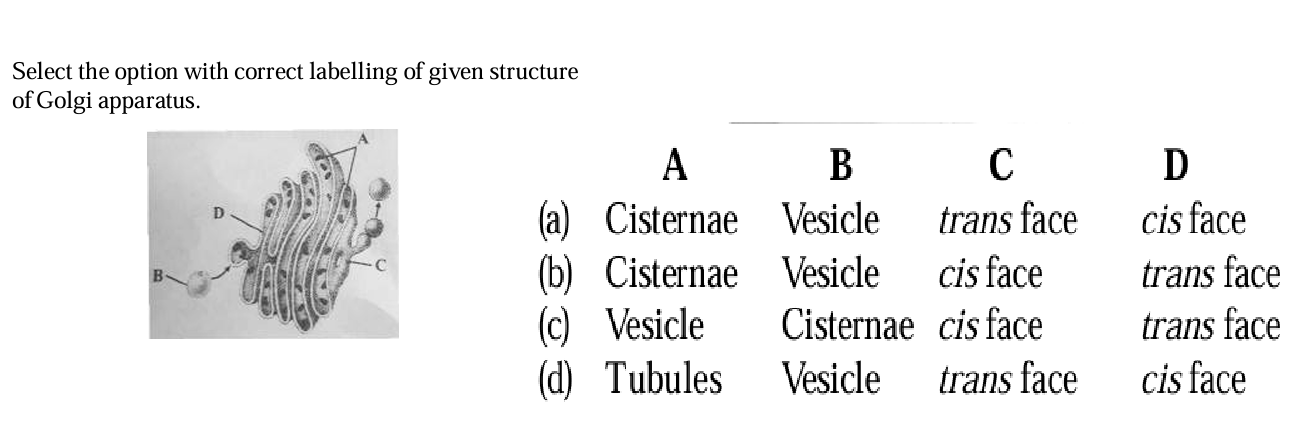 Select the option with correct labelling of given structure
of Golgi apparatus.
A
D
B
C
A B C D
(a) Cisternae Vesicle trans face cis face
(b) Cisternae Vesicle cis face trans face
(c) Vesicle Cisternae cis face trans face
(d) Tubules Vesicle trans face cis face